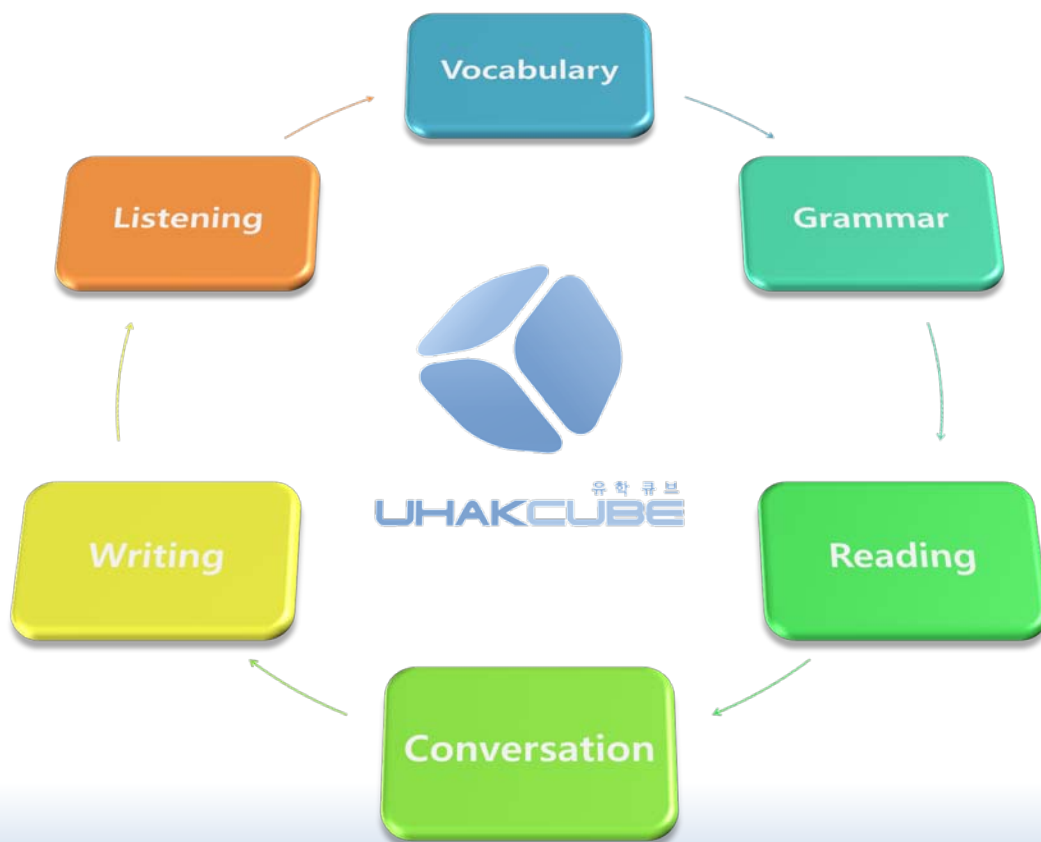 Vocabulary
Listening
Grammar
유학큐브
UHAKCUBE
Writing
Reading
Conversation